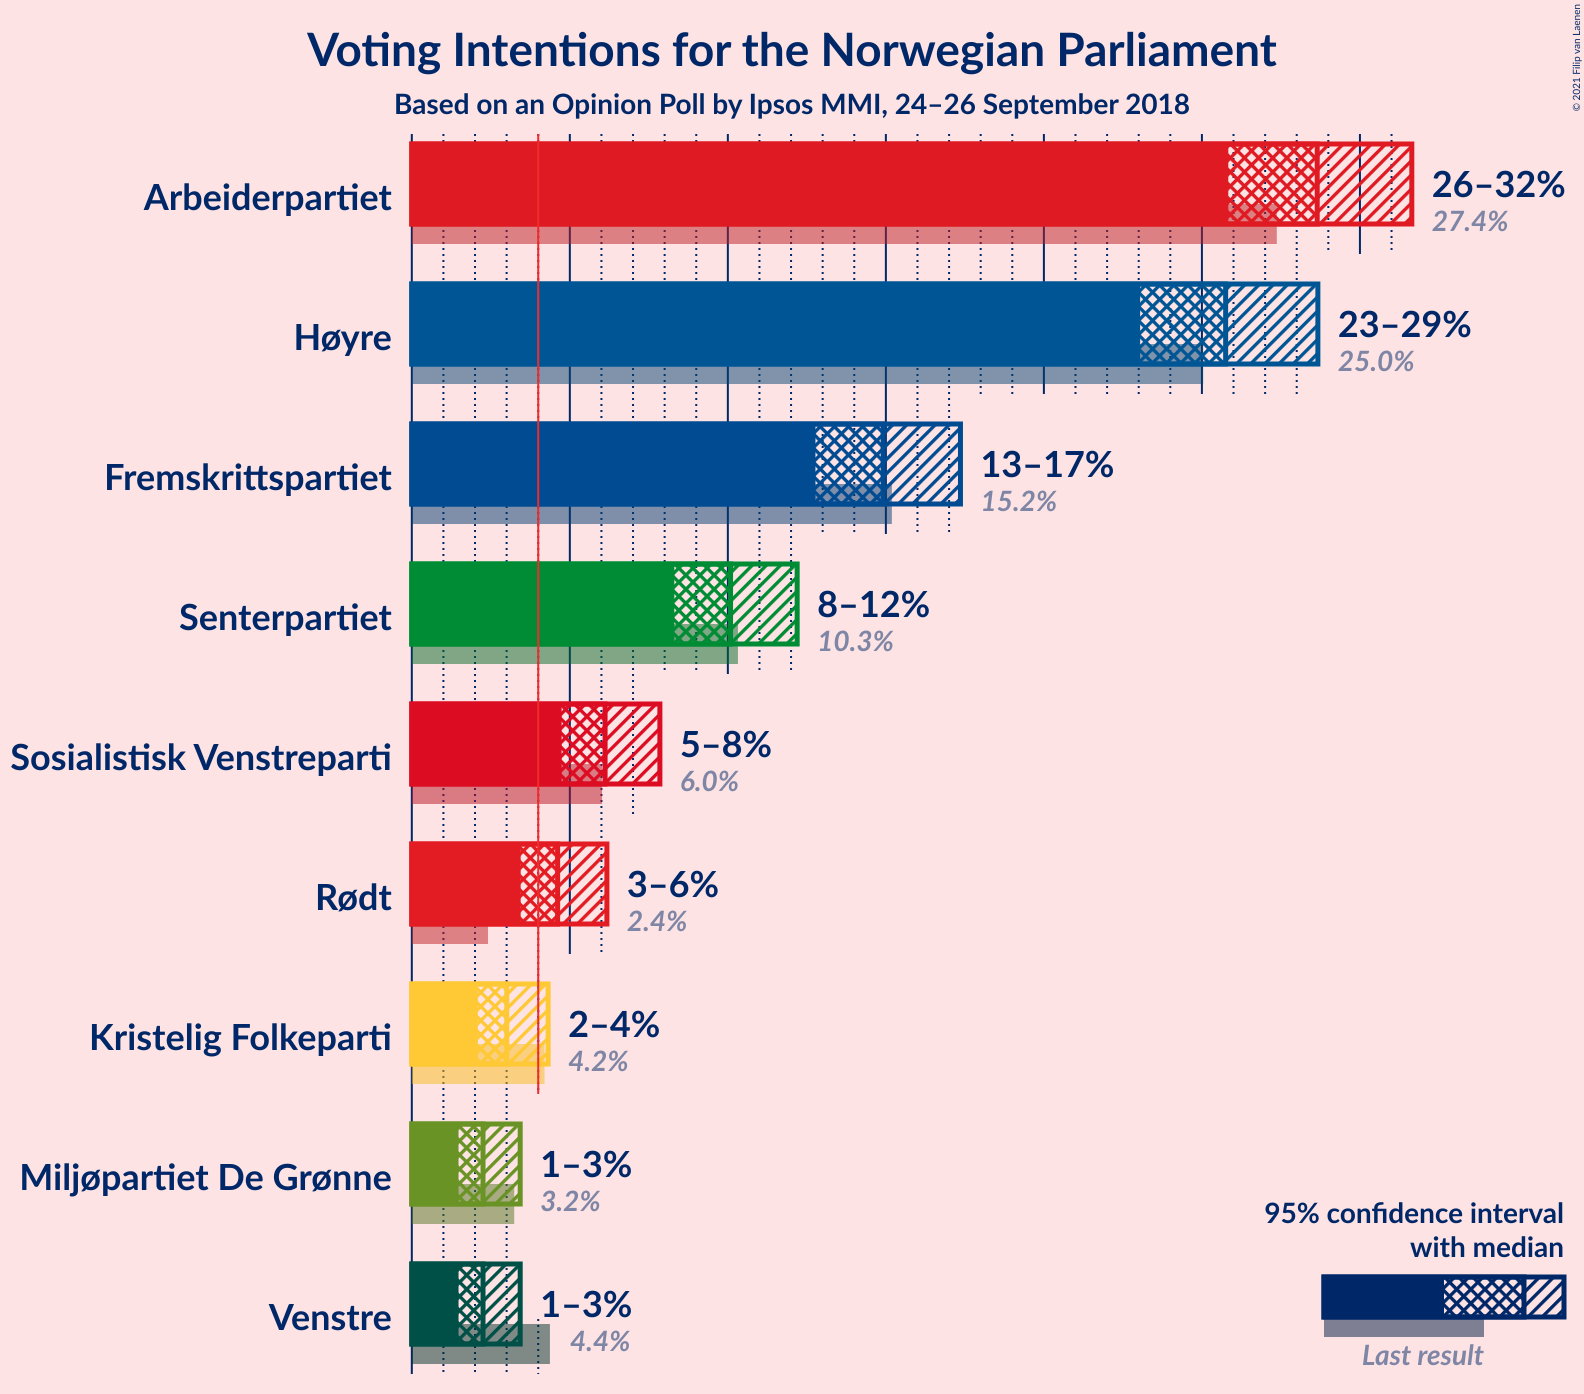 Voting Intentions for the Norwegian Parliament
Based on an Opinion Poll by Ipsos MMI, 24–26 September 2018
© 2021 Filip van Laenen
Arbeiderpartiet
26–32%
27.4%
Høyre
23–29%
25.0%
Fremskrittspartiet
13–17%
15.2%
Senterpartiet
8–12%
10.3%
Sosialistisk Venstreparti
5–8%
6.0%
Rødt
3–6%
2.4%
Kristelig Folkeparti
2–4%
4.2%
Miljøpartiet De Grønne
1–3%
3.2%
Venstre
1–3%
4.4%
95% confidence interval
with median
Last result